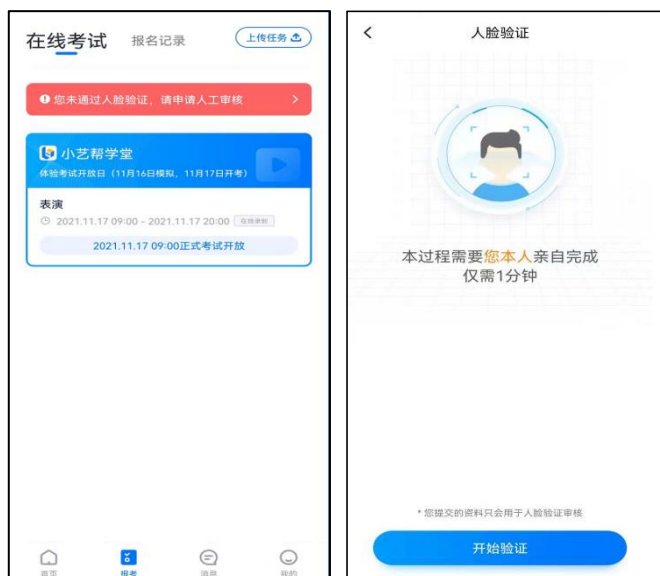 在线考试
报名记录
上传任务
您未通过人脸验证，请申请人工审核
小艺帮学堂
体验考试开放日（11月16日模拟，11月17日开考）
表演
2021.11.17 09:00 - 2021.11.17 20:00 在线录制
2021.11.17 09:00正式考试开放
首页
报考
消息
我的
人脸验证
本过程需要您本人亲自完成
仅需1分钟
*您提交的资料只会用于人脸验证审核
开始验证